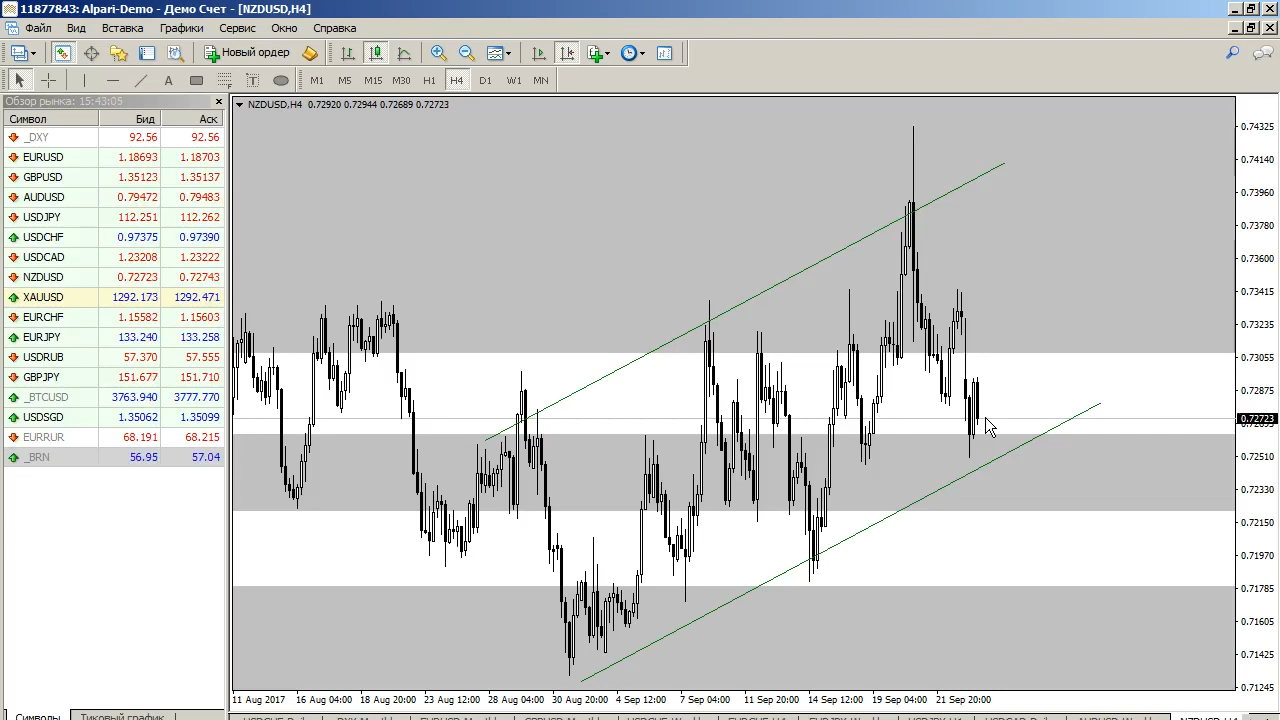 11877843: Alpari-Demo - Демо Счет - [NZDUSD,H4]
Файл Вид Вставка Графики Сервис Окно Справка
Новый ордер
A T M1 M5 M15 M30 H1 H4 D1 W1 MN
Обзор рынка: 15:43:05
Символ Бид Аск
_DXY 92.56 92.56
EURUSD 1.18693 1.18703
GBPUSD 1.35123 1.35137
AUDUSD 0.79472 0.79483
USDJPY 112.251 112.262
USDCHF 0.97375 0.97390
USDCAD 1.23208 1.23222
NZDUSD 0.72723 0.72743
XAUUSD 1292.173 1292.471
EURCHF 1.15582 1.15603
EURJPY 133.240 133.258
USDRUB 57.370 57.555
GBPJPY 151.677 151.710
_BTCUSD 3763.940 3777.770
USDSGD 1.35062 1.35099
EURRUR 68.191 68.215
_BRN 56.95 57.04
Символы Тиковый график
NZDUSD,H4 0.72920 0.72944 0.72689 0.72723
0.74325
0.74140
0.73960
0.73780
0.73600
0.73415
0.73235
0.73055
0.72875
0.72723
0.72510
0.72330
0.72150
0.71970
0.71785
0.71605
0.71425
0.71245
11 Aug 2017 16 Aug 04:00 18 Aug 20:00 23 Aug 12:00 28 Aug 04:00 30 Aug 20:00 4 Sep 12:00 7 Sep 04:00 11 Sep 20:00 14 Sep 12:00 19 Sep 04:00 21 Sep 20:00